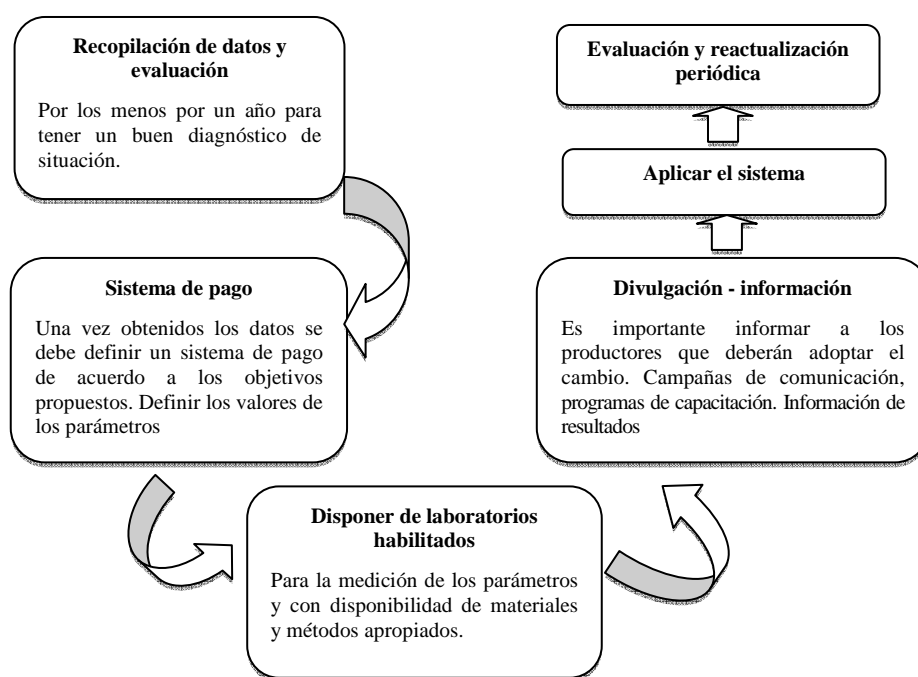 Recopilación de datos y
evaluación
Por los menos por un año para
tener un buen diagnóstico de
situación.
Sistema de pago
Una vez obtenidos los datos se
debe definir un sistema de pago
de acuerdo a los objetivos
propuestos. Definir los valores de
los parámetros
Disponer de laboratorios
habilitados
Para la medición de los parámetros
y con disponibilidad de materiales
y métodos apropiados.
Divulgación - información
Es importante informar a los
productores que deberán adoptar el
cambio. Campañas de comunicación,
programas de capacitación. Información de
resultados
Aplicar el sistema
Evaluación y reactualización
periódica